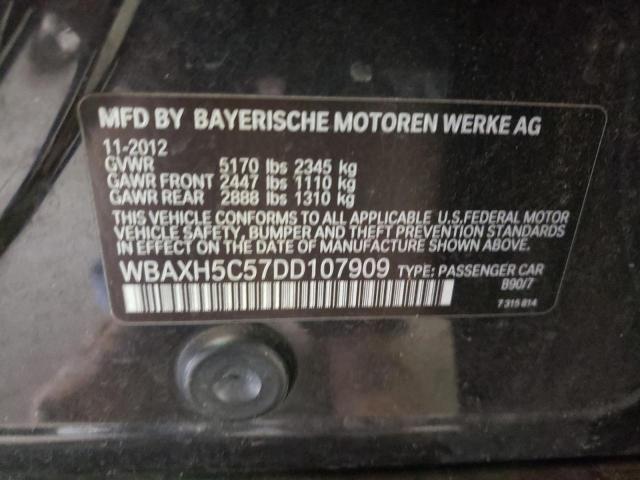 MFD BY BAYERISCHE MOTOREN WERKE AG
11-2012
GVWR 5170 lbs 2345 kg
GAWR FRONT 2447 lbs 1110 kg
GAWR REAR 2888 lbs 1310 kg
THIS VEHICLE CONFORMS TO ALL APPLICABLE U.S.FEDERAL MOTOR
VEHICLE SAFETY, BUMPER AND THEFT PREVENTION STANDARDS
IN EFFECT ON THE DATE OF MANUFACTURE SHOWN ABOVE.
WBAXH5C57DD107909 TYPE: PASSENGER CAR
B90/7
7 315 814